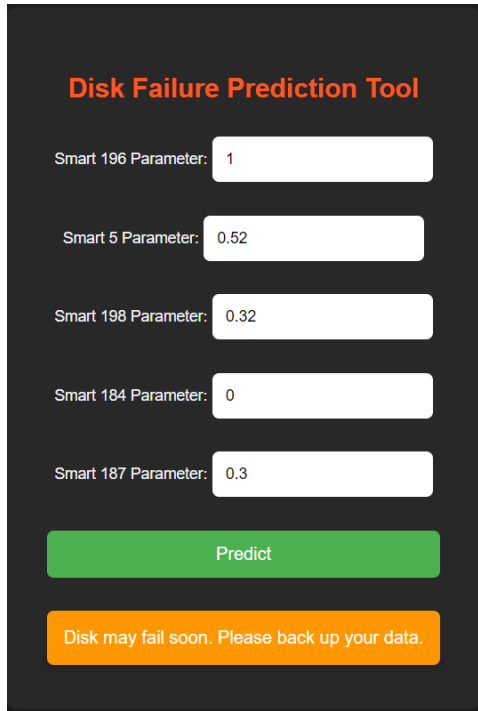 Disk Failure Prediction Tool
Smart 196 Parameter: 1
Smart 5 Parameter: 0.52
Smart 198 Parameter: 0.32
Smart 184 Parameter: 0
Smart 187 Parameter: 0.3
Predict
Disk may fail soon. Please back up your data.